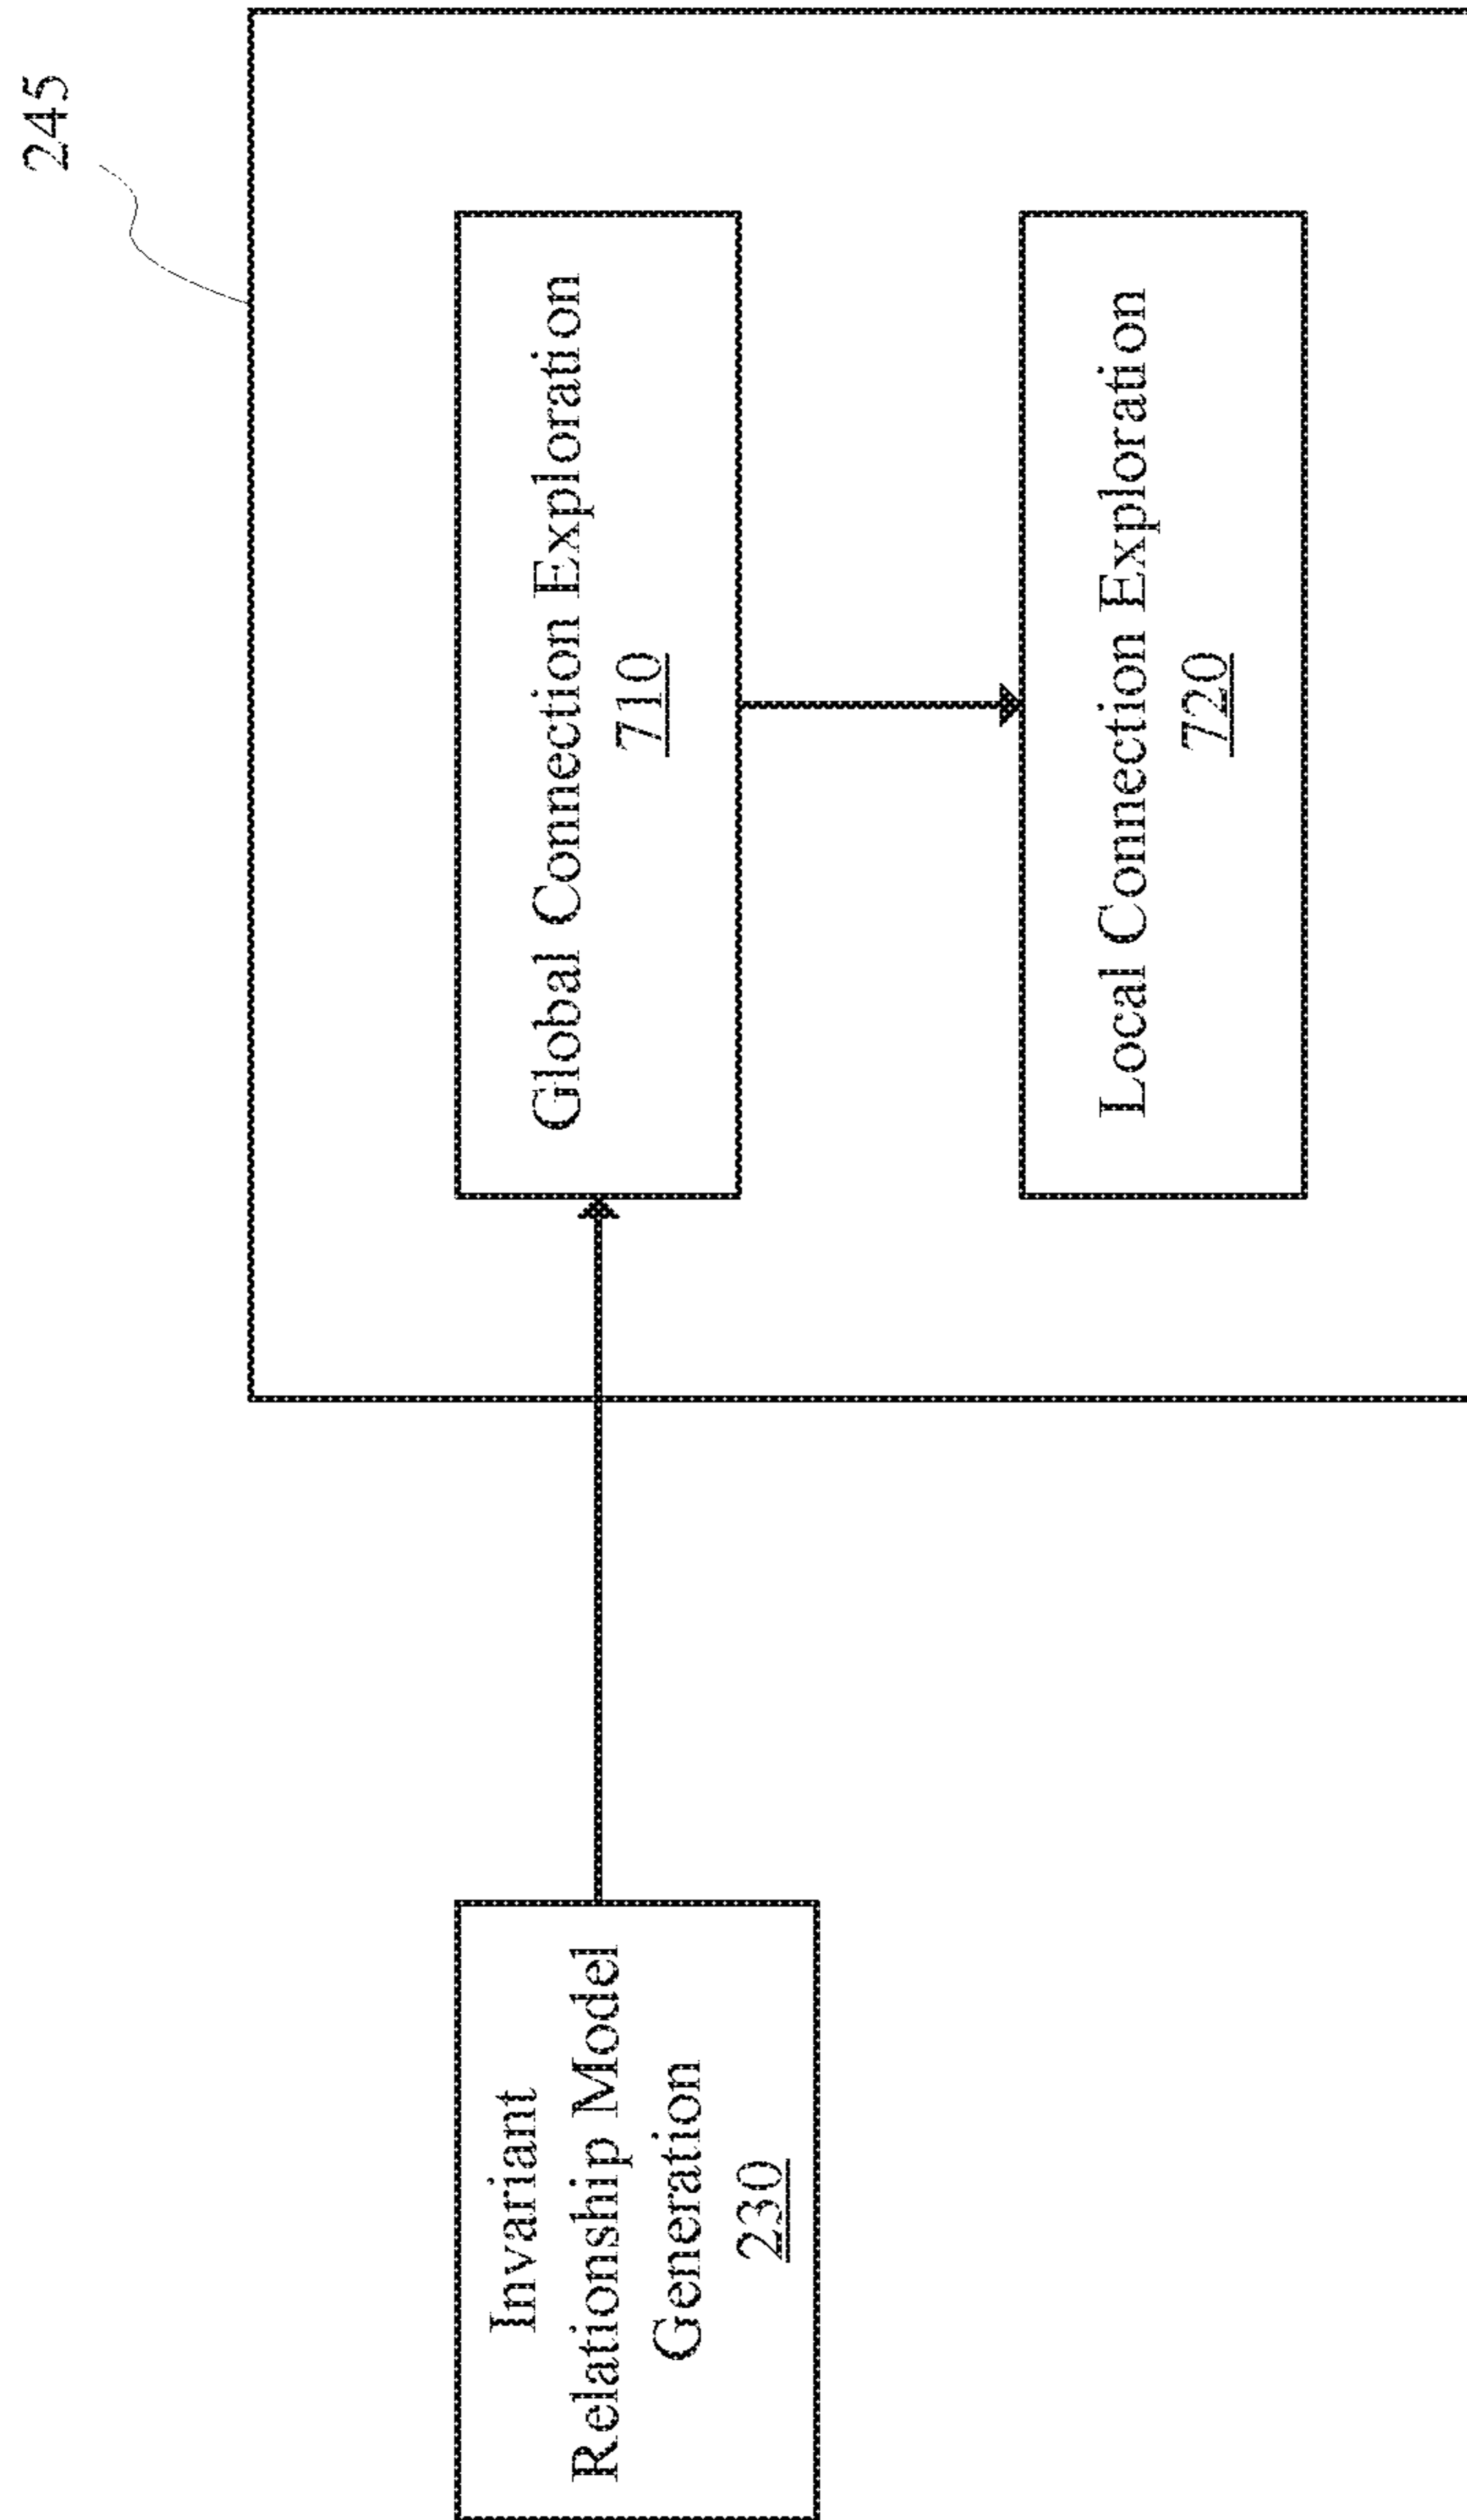 245
Invariant
Relationship Model
Generation
230
Global Connection Exploration
710
Local Connection Exploration
720